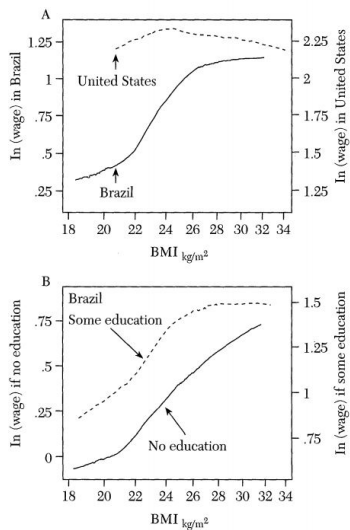 A
1.25
1
.75
.5
.25
ln (wage) in Brazil
United States
Brazil
2.25
2
1.75
1.5
1.25
ln (wage) in United States
18 20 22 24 26 28 30 32 34
BMI kg/m²
B
.75
.5
.25
0
ln (wage) if no education
Brazil
Some education
No education
1.5
1.25
1
.75
ln (wage) if some education
18 20 22 24 26 28 30 32 34
BMI kg/m²